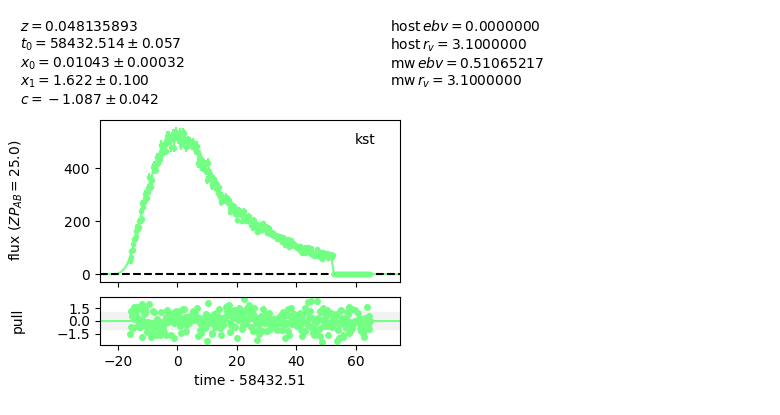 z = 0.048135893
t₀ = 58432.514 ± 0.057
x₀ = 0.01043 ± 0.00032
x₁ = 1.622 ± 0.100
c = −1.087 ± 0.042
host ebv = 0.0000000
host r_v = 3.1000000
mw ebv = 0.51065217
mw r_v = 3.1000000
kst
flux (ZP_AB = 25.0)
400
200
0
pull
1.5
0.0
−1.5
−20 0 20 40 60
time - 58432.51